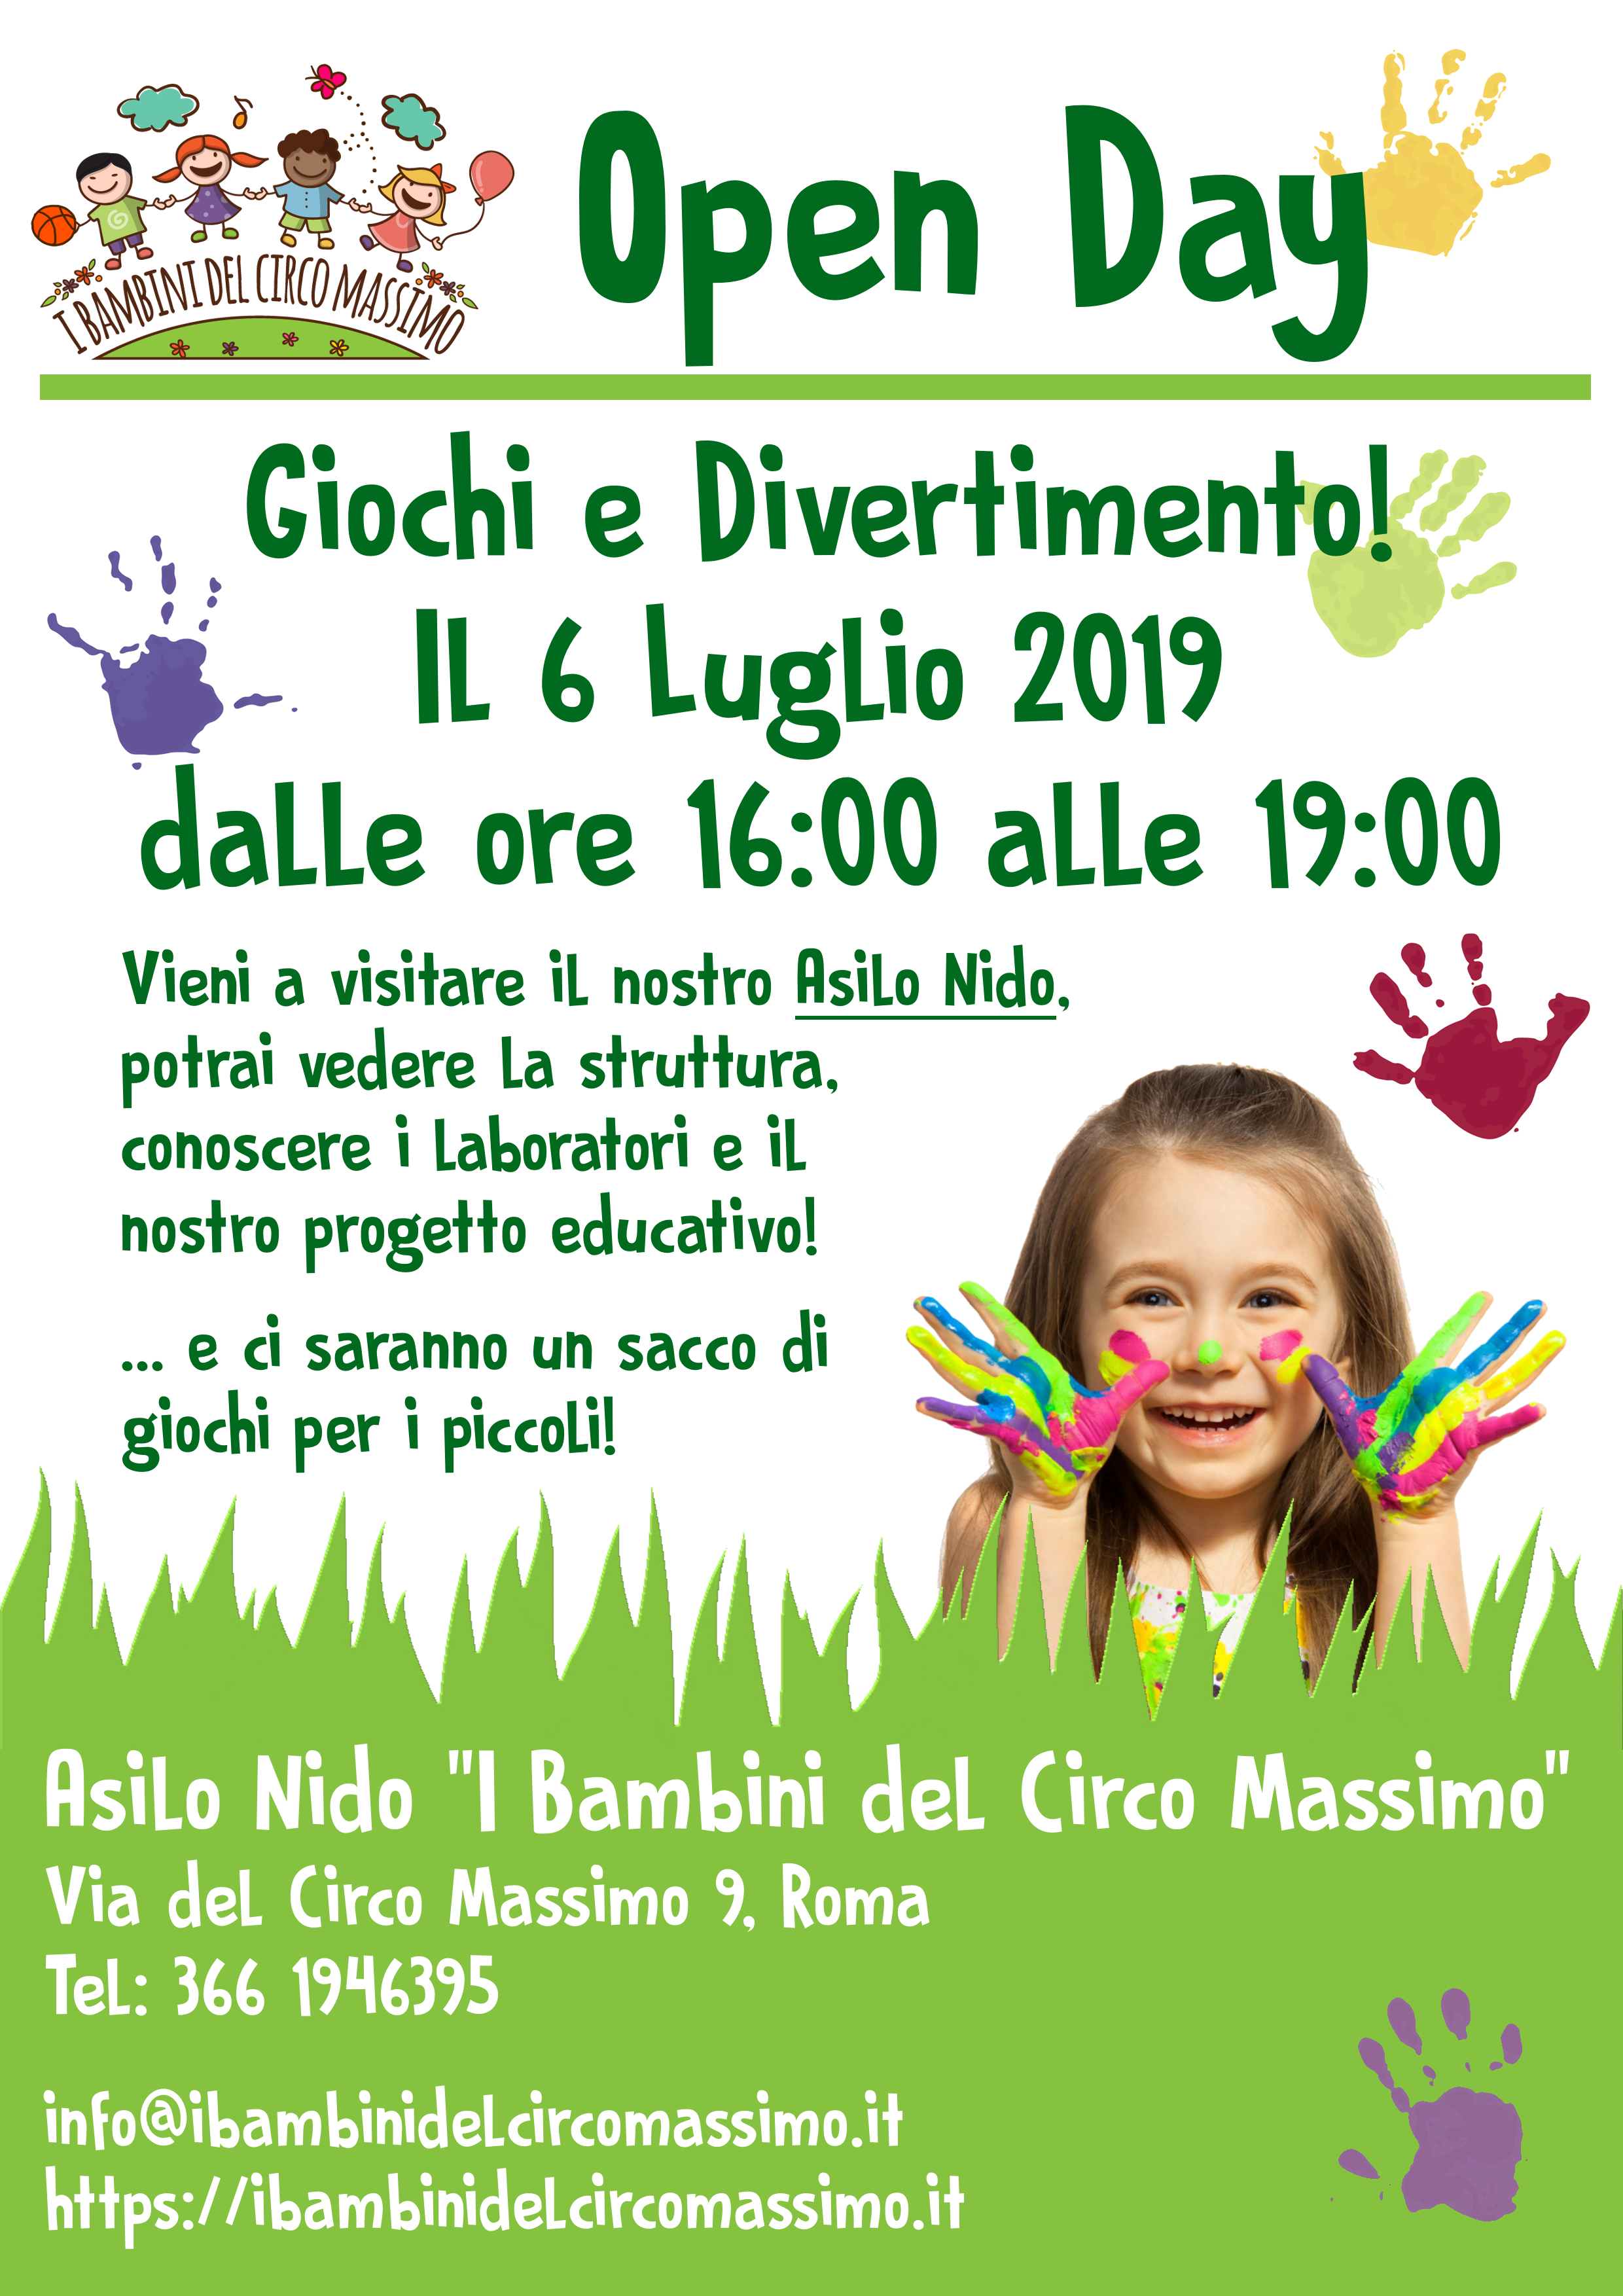 I BAMBINI DEL CIRCO MASSIMO
Open Day
Giochi e Divertimento!
Il 6 Luglio 2019
dalle ore 16:00 alle 19:00
Vieni a visitare il nostro Asilo Nido,
potrai vedere la struttura,
conoscere i laboratori e il
nostro progetto educativo!
... e ci saranno un sacco di
giochi per i piccoli!
Asilo Nido "I Bambini del Circo Massimo"
Via del Circo Massimo 9, Roma
Tel: 366 1946395
info@ibambinidelcircomassimo.it
https://ibambinidelcircomassimo.it